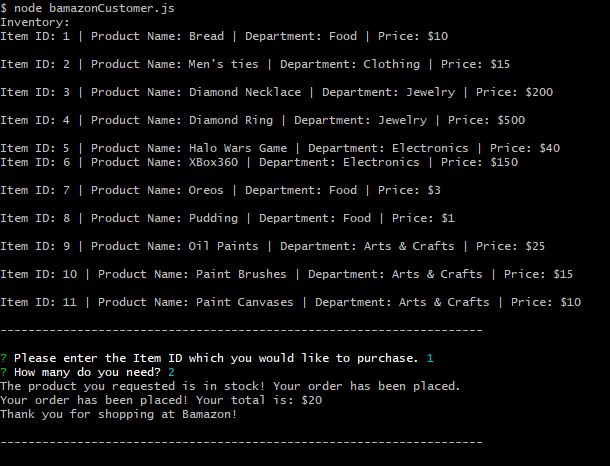 $ node bamazonCustomer.js
Inventory:
Item ID: 1 | Product Name: Bread | Department: Food | Price: $10
Item ID: 2 | Product Name: Men's ties | Department: Clothing | Price: $15
Item ID: 3 | Product Name: Diamond Necklace | Department: Jewelry | Price: $200
Item ID: 4 | Product Name: Diamond Ring | Department: Jewelry | Price: $500
Item ID: 5 | Product Name: Halo Wars Game | Department: Electronics | Price: $40
Item ID: 6 | Product Name: XBox360 | Department: Electronics | Price: $150
Item ID: 7 | Product Name: Oreos | Department: Food | Price: $3
Item ID: 8 | Product Name: Pudding | Department: Food | Price: $1
Item ID: 9 | Product Name: Oil Paints | Department: Arts & Crafts | Price: $25
Item ID: 10 | Product Name: Paint Brushes | Department: Arts & Crafts | Price: $15
Item ID: 11 | Product Name: Paint Canvases | Department: Arts & Crafts | Price: $10
---------------------------------------------------------------------
? Please enter the Item ID which you would like to purchase. 1
? How many do you need? 2
The product you requested is in stock! Your order has been placed.
Your order has been placed! Your total is: $20
Thank you for shopping at Bamazon!
---------------------------------------------------------------------